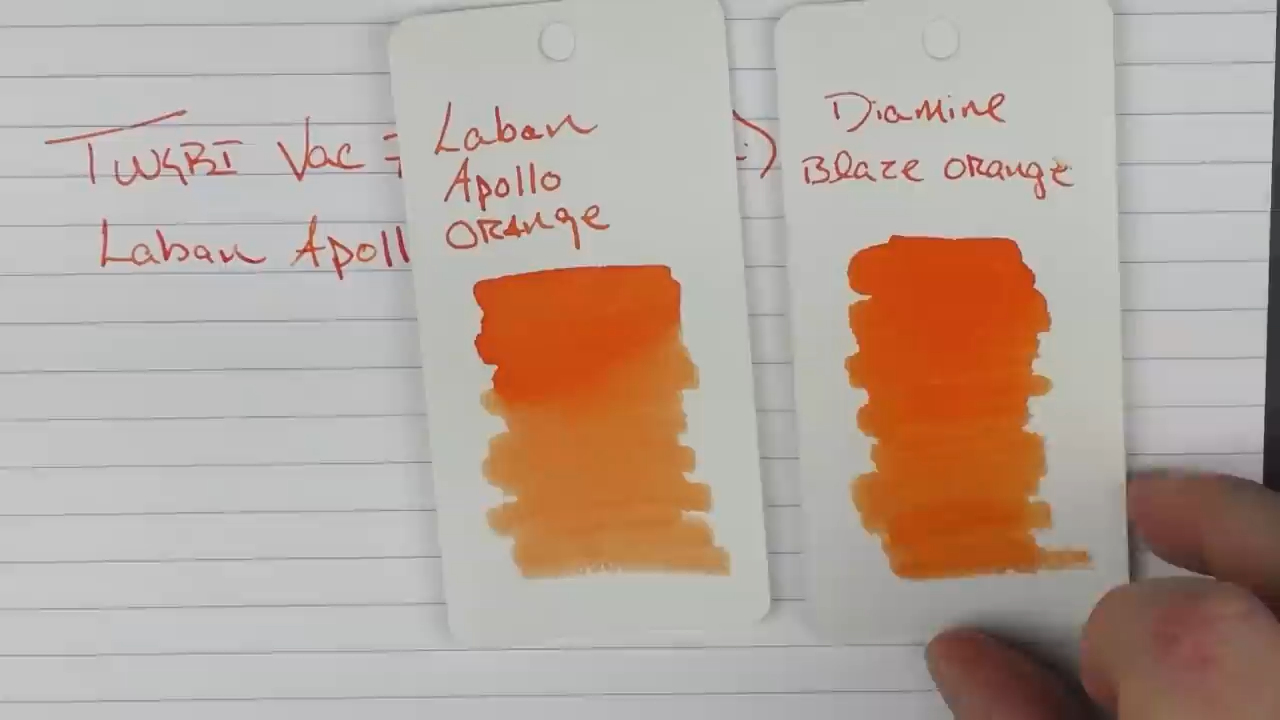 TWSBI Vac
Laban Apoll
:)
Laban
Apollo
ORANGE
Diamine
Blaze ORange